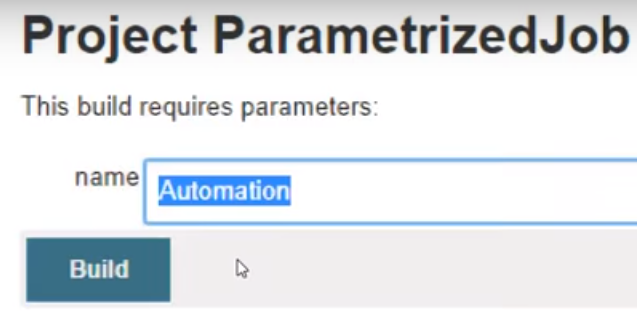 Project ParametrizedJob
This build requires parameters:
name Automation
Build